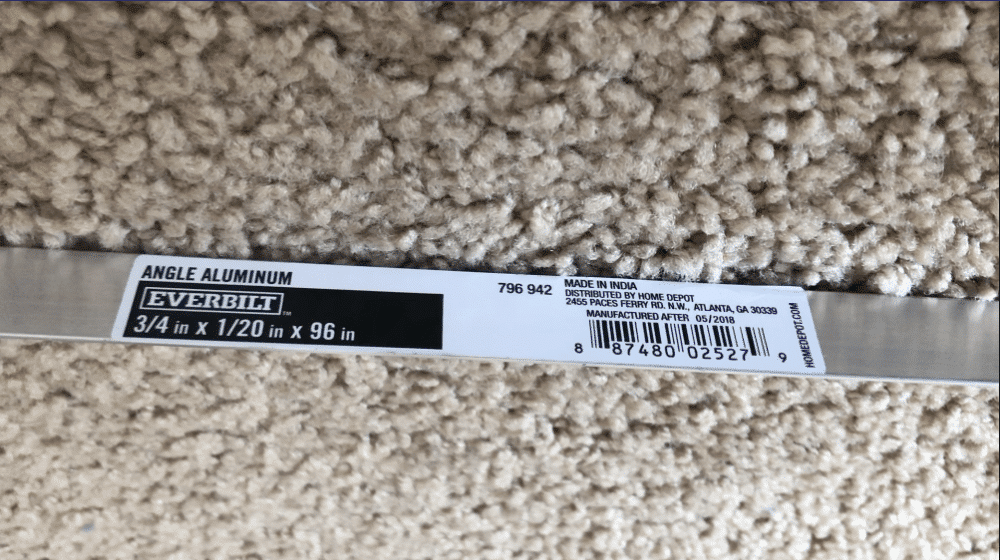 ANGLE ALUMINUM
EVERBILT™
3/4 in x 1/20 in x 96 in
796 942
MADE IN INDIA
DISTRIBUTED BY HOME DEPOT
2455 PACES FERRY RD. N.W., ATLANTA, GA 30339
MANUFACTURED AFTER 05/2018
8 87480 02527 9
HOMEDEPOT.COM